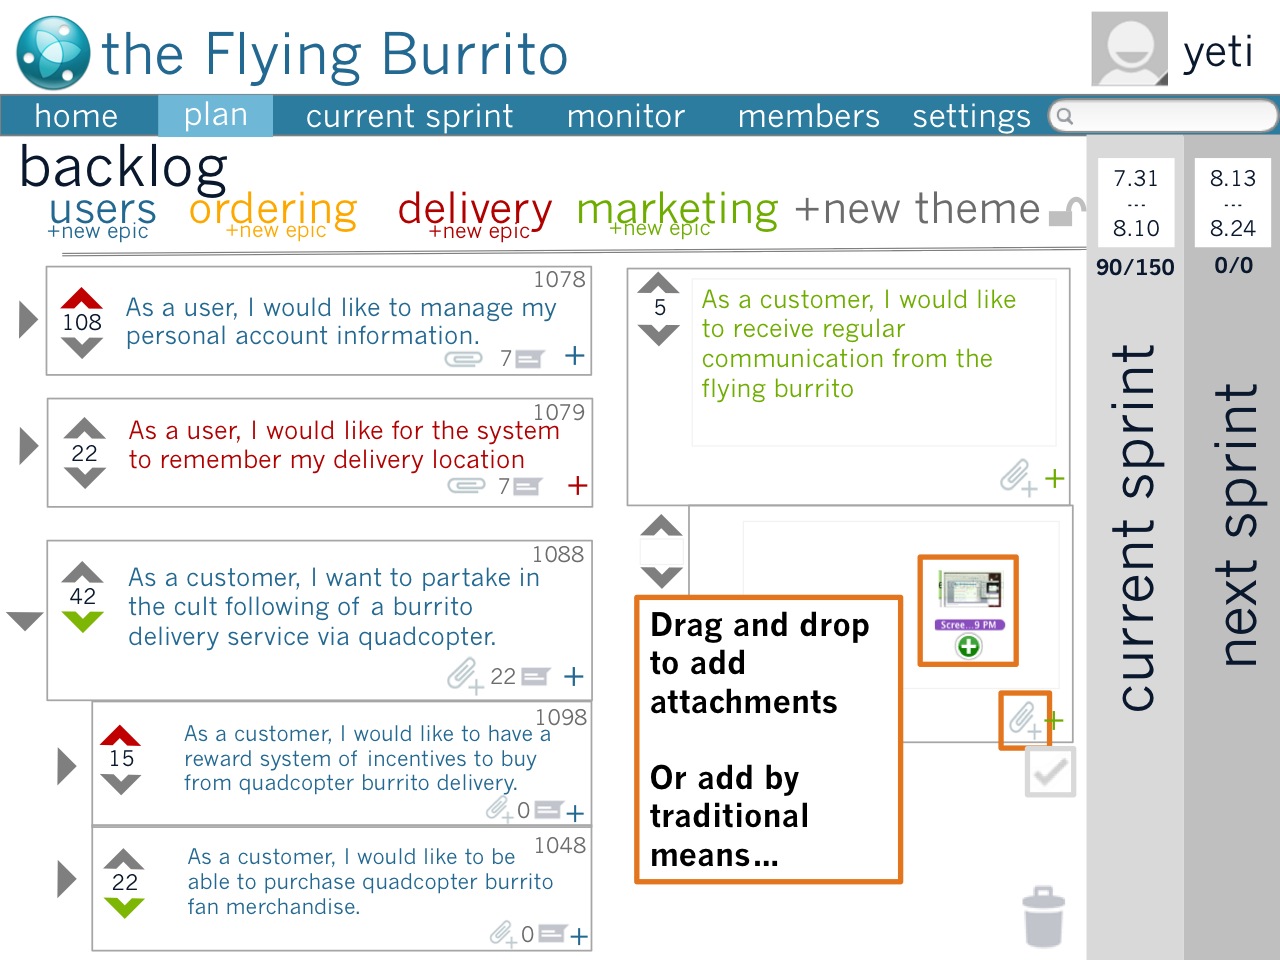 the Flying Burrito
yeti
home plan current sprint monitor members settings
backlog
users ordering delivery marketing +new theme
+new epic +new epic +new epic +new epic
7.31
...
8.10
90/150
8.13
...
8.24
0/0
current sprint
next sprint
1078
108
As a user, I would like to manage my
personal account information.
7
+
1079
22
As a user, I would like for the system
to remember my delivery location
7
+
1088
42
As a customer, I want to partake in
the cult following of a burrito
delivery service via quadcopter.
22
+
1098
15
As a customer, I would like to have a
reward system of incentives to buy
from quadcopter burrito delivery.
0
+
1048
22
As a customer, I would like to be
able to purchase quadcopter burrito
fan merchandise.
0
+
5
As a customer, I would like
to receive regular
communication from the
flying burrito
+
Scree...9 PM
+
Drag and drop
to add
attachments
Or add by
traditional
means...